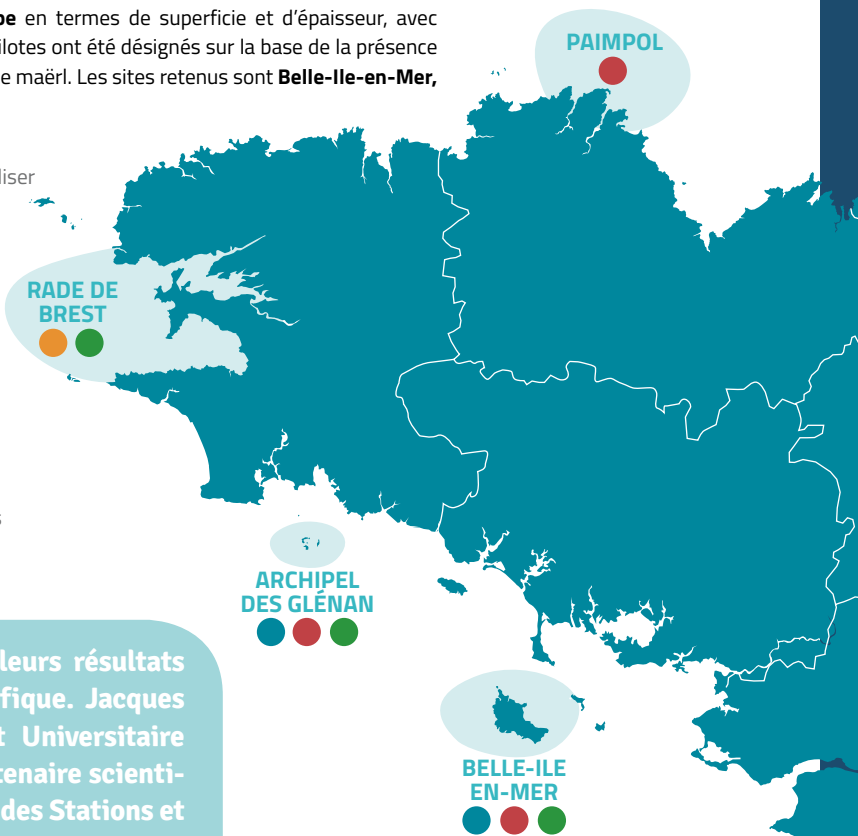 pe en termes de superficie et d'épaisseur, avec
ilotes ont été désignés sur la base de la présence
e maërl. Les sites retenus sont Belle-Ile-en-Mer,
liser
PAIMPOL
RADE DE
BREST
s
ARCHIPEL
DES GLÉNAN
BELLE-ILE
EN-MER
leurs résultats
fique. Jacques
t Universitaire
tenaire scienti-
des Stations et